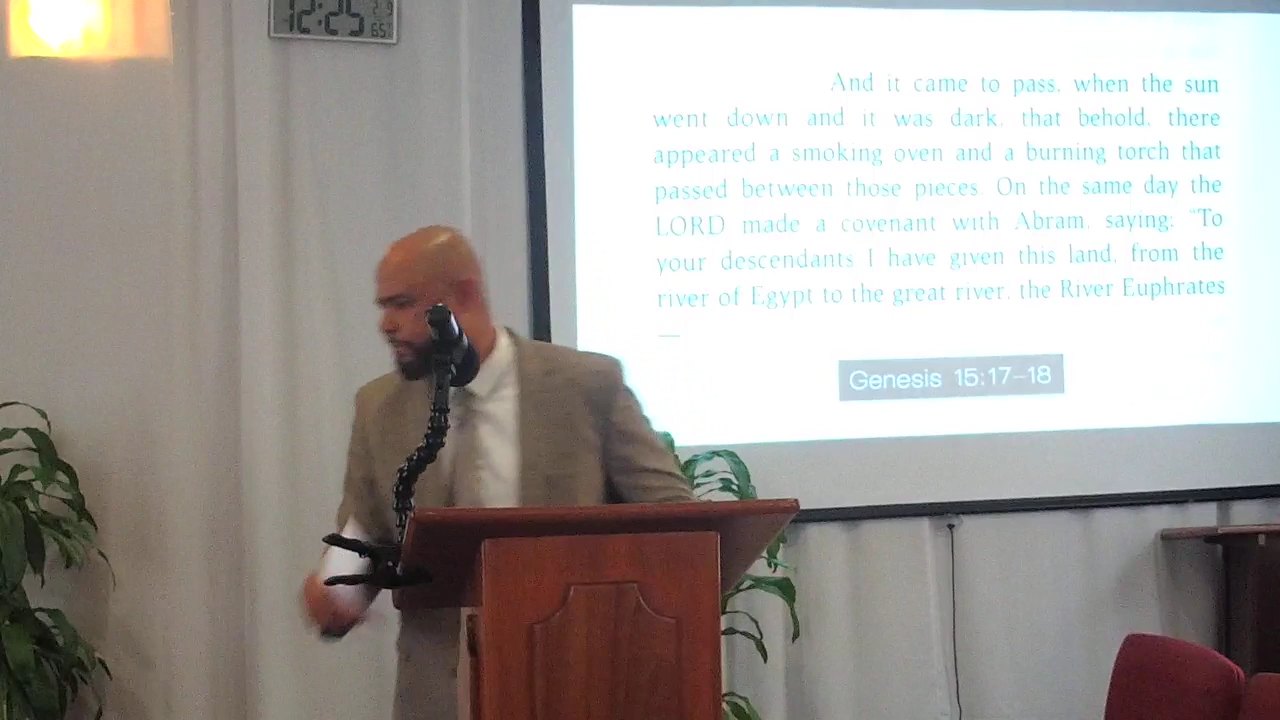 12:25
65
And it came to pass, when the sun
went down and it was dark, that behold, there
appeared a smoking oven and a burning torch that
passed between those pieces. On the same day the
LORD made a covenant with Abram, saying: "To
your descendants I have given this land, from the
river of Egypt to the great river, the River Euphrates
—
Genesis 15:17–18